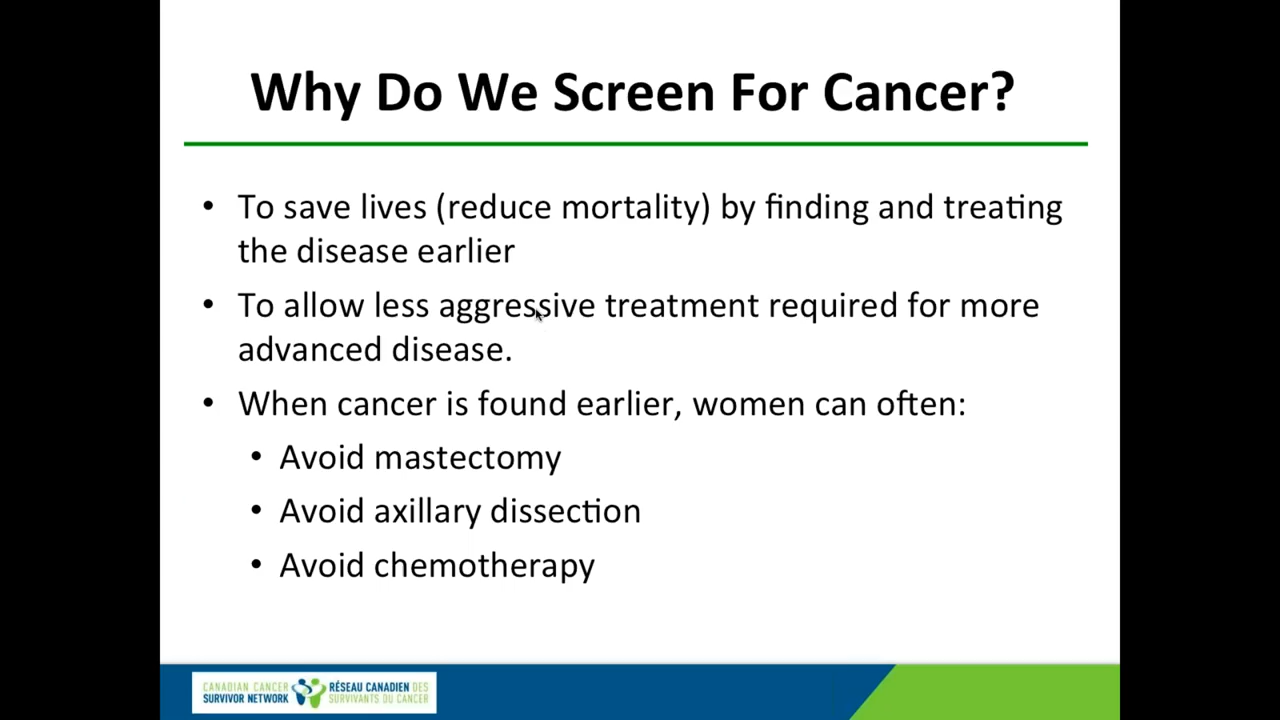 Why Do We Screen For Cancer?
• To save lives (reduce mortality) by finding and treating
the disease earlier
• To allow less aggressive treatment required for more
advanced disease.
• When cancer is found earlier, women can often:
• Avoid mastectomy
• Avoid axillary dissection
• Avoid chemotherapy
CANADIAN CANCER
SURVIVOR NETWORK
RÉSEAU CANADIEN DES
SURVIVANTS DU CANCER